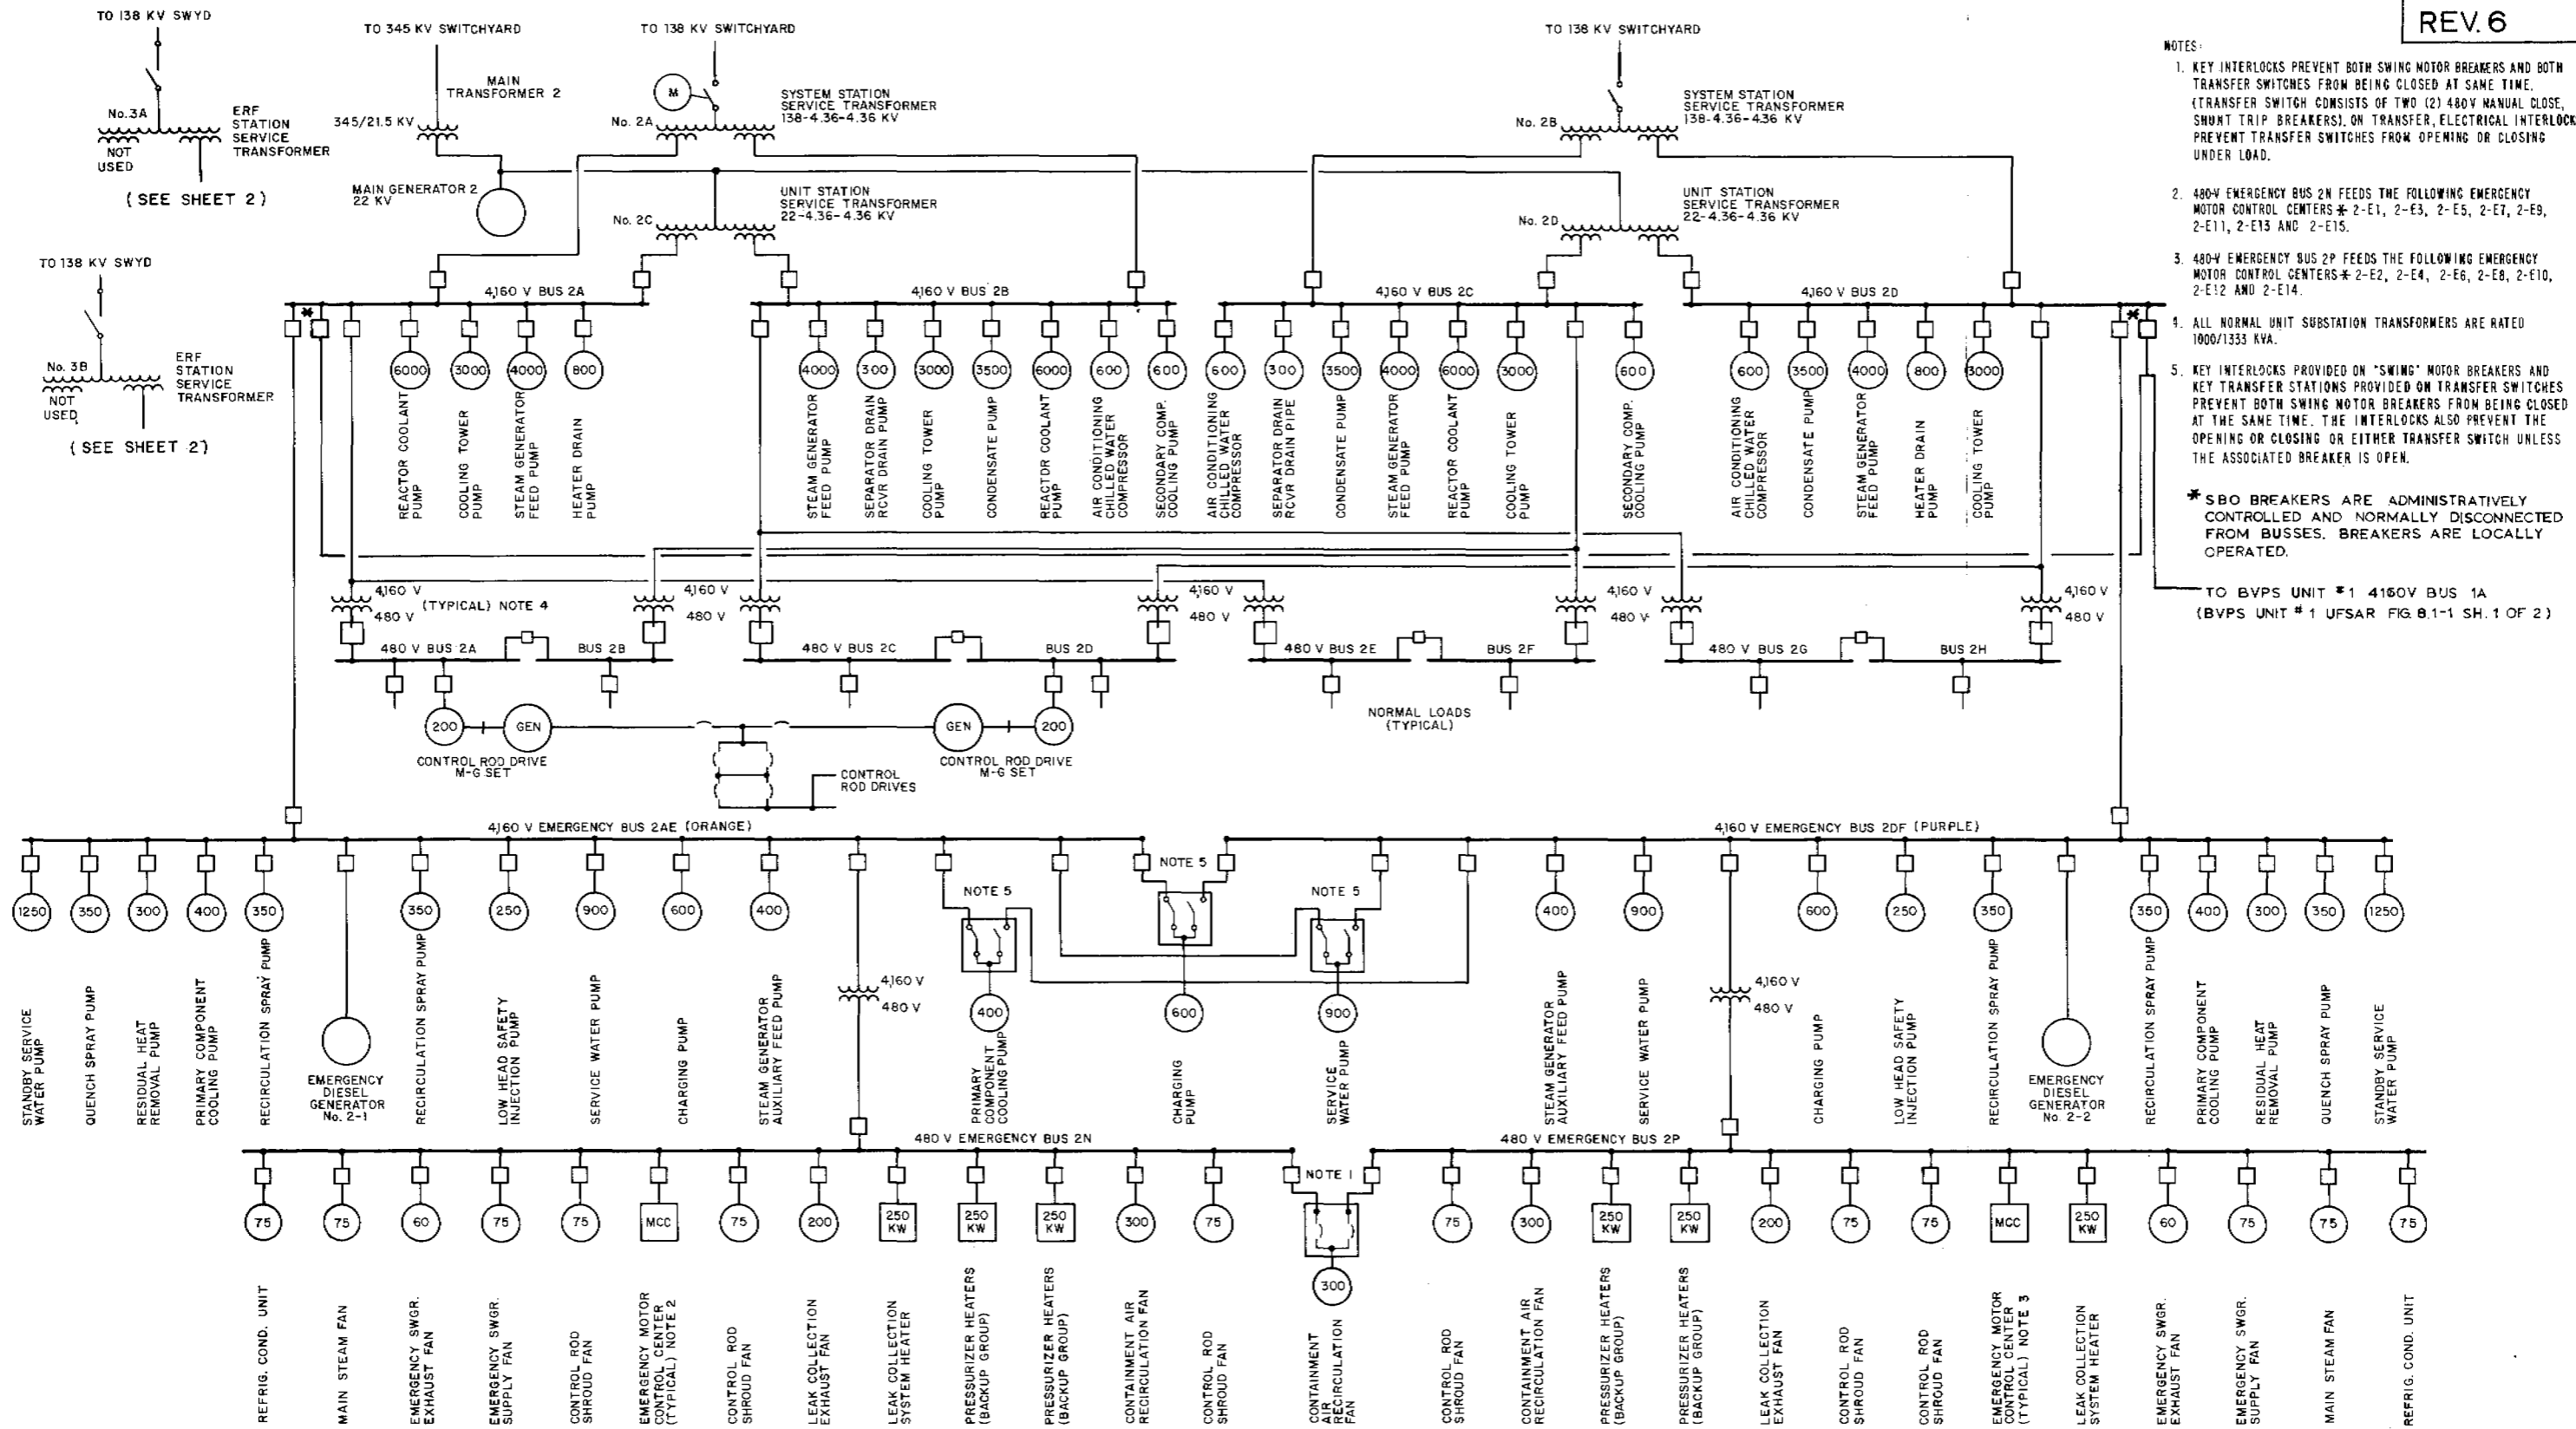 REV. 6
TO 138 KV SWYD
No.3A
ERF
STATION
SERVICE
TRANSFORMER
NOT
USED
(SEE SHEET 2)
TO 138 KV SWYD
No. 3B
ERF
STATION
SERVICE
TRANSFORMER
NOT
USED
(SEE SHEET 2)
TO 345 KV SWITCHYARD
MAIN
TRANSFORMER 2
345/21.5 KV
MAIN GENERATOR 2
22 KV
TO 138 KV SWITCHYARD
M
No. 2A
SYSTEM STATION
SERVICE TRANSFORMER
138-4.36-4.36 KV
No. 2C
UNIT STATION
SERVICE TRANSFORMER
22-4.36-4.36 KV
TO 138 KV SWITCHYARD
No. 2B
SYSTEM STATION
SERVICE TRANSFORMER
138-4.36-4.36 KV
No. 2D
UNIT STATION
SERVICE TRANSFORMER
22-4.36-4.36 KV
NOTES:
1. KEY INTERLOCKS PREVENT BOTH SWING MOTOR BREAKERS AND BOTH
TRANSFER SWITCHES FROM BEING CLOSED AT SAME TIME.
(TRANSFER SWITCH CONSISTS OF TWO (2) 480V MANUAL CLOSE,
SHUNT TRIP BREAKERS). ON TRANSFER, ELECTRICAL INTERLOCK
PREVENT TRANSFER SWITCHES FROM OPENING OR CLOSING
UNDER LOAD.
2. 480V EMERGENCY BUS 2N FEEDS THE FOLLOWING EMERGENCY
MOTOR CONTROL CENTERS * 2-E1, 2-E3, 2-E5, 2-E7, 2-E9,
2-E11, 2-E13 AND 2-E15.
3. 480V EMERGENCY BUS 2P FEEDS THE FOLLOWING EMERGENCY
MOTOR CONTROL CENTERS * 2-E2, 2-E4, 2-E6, 2-E8, 2-E10,
2-E12 AND 2-E14.
4. ALL NORMAL UNIT SUBSTATION TRANSFORMERS ARE RATED
1000/1333 KVA.
5. KEY INTERLOCKS PROVIDED ON "SWING" MOTOR BREAKERS AND
KEY TRANSFER STATIONS PROVIDED ON TRANSFER SWITCHES
PREVENT BOTH SWING MOTOR BREAKERS FROM BEING CLOSED
AT THE SAME TIME. THE INTERLOCKS ALSO PREVENT THE
OPENING OR CLOSING OR EITHER TRANSFER SWITCH UNLESS
THE ASSOCIATED BREAKER IS OPEN.
* SBO BREAKERS ARE ADMINISTRATIVELY
CONTROLLED AND NORMALLY DISCONNECTED
FROM BUSSES. BREAKERS ARE LOCALLY
OPERATED.
TO BVPS UNIT #1 4160V BUS 1A
(BVPS UNIT #1 UFSAR FIG. 8.1-1 SH. 1 OF 2)
4,160 V BUS 2A
4,160 V BUS 2B
4,160 V BUS 2C
4,160 V BUS 2D
*
*
6000
3000
4000
800
4000
300
3000
3500
6000
600
600
600
300
3500
4000
6000
3000
600
600
3500
4000
800
3000
REACTOR COOLANT
PUMP
COOLING TOWER
PUMP
STEAM GENERATOR
FEED PUMP
HEATER DRAIN
PUMP
STEAM GENERATOR
FEED PUMP
SEPARATOR DRAIN
RCVR DRAIN PUMP
COOLING TOWER
PUMP
CONDENSATE PUMP
REACTOR COOLANT
PUMP
AIR CONDITIONING
CHILLED WATER
COMPRESSOR
SECONDARY COMP.
COOLING PUMP
AIR CONDITIONING
CHILLED WATER
COMPRESSOR
SEPARATOR DRAIN
RCVR DRAIN PIPE
CONDENSATE PUMP
STEAM GENERATOR
FEED PUMP
REACTOR COOLANT
PUMP
COOLING TOWER
PUMP
SECONDARY COMP.
COOLING PUMP
AIR CONDITIONING
CHILLED WATER
COMPRESSOR
CONDENSATE PUMP
STEAM GENERATOR
FEED PUMP
HEATER DRAIN
PUMP
COOLING TOWER
PUMP
4,160 V
480 V
(TYPICAL) NOTE 4
4,160 V
480 V
4,160 V
480 V
4,160 V
480 V
4,160 V
480 V
480 V BUS 2A
BUS 2B
480 V BUS 2C
BUS 2D
480 V BUS 2E
BUS 2F
480 V BUS 2G
BUS 2H
200
GEN
GEN
200
CONTROL ROD DRIVE
M-G SET
CONTROL ROD DRIVE
M-G SET
CONTROL
ROD DRIVES
NORMAL LOADS
(TYPICAL)
4,160 V EMERGENCY BUS 2AE (ORANGE)
4,160 V EMERGENCY BUS 2DF (PURPLE)
NOTE 5
NOTE 5
NOTE 5
1250
350
300
400
350
350
250
900
600
400
400
600
900
400
900
600
250
350
350
400
300
350
1250
4,160 V
480 V
4,160 V
480 V
STANDBY SERVICE
WATER PUMP
QUENCH SPRAY PUMP
RESIDUAL HEAT
REMOVAL PUMP
PRIMARY COMPONENT
COOLING PUMP
RECIRCULATION SPRAY PUMP
EMERGENCY
DIESEL
GENERATOR
No. 2-1
RECIRCULATION SPRAY PUMP
LOW HEAD SAFETY
INJECTION PUMP
SERVICE WATER PUMP
CHARGING PUMP
STEAM GENERATOR
AUXILIARY FEED PUMP
PRIMARY
COMPONENT
COOLING PUMP
CHARGING
PUMP
SERVICE
WATER PUMP
STEAM GENERATOR
AUXILIARY FEED PUMP
SERVICE WATER PUMP
CHARGING PUMP
LOW HEAD SAFETY
INJECTION PUMP
RECIRCULATION SPRAY PUMP
EMERGENCY
DIESEL
GENERATOR
No. 2-2
RECIRCULATION SPRAY PUMP
PRIMARY COMPONENT
COOLING PUMP
RESIDUAL HEAT
REMOVAL PUMP
QUENCH SPRAY PUMP
STANDBY SERVICE
WATER PUMP
480 V EMERGENCY BUS 2N
480 V EMERGENCY BUS 2P
NOTE 1
75
75
60
75
75
MCC
75
200
250
KW
250
KW
250
KW
300
75
300
75
300
250
KW
250
KW
200
75
75
MCC
250
KW
60
75
75
75
REFRIG. COND. UNIT
MAIN STEAM FAN
EMERGENCY SWGR.
EXHAUST FAN
EMERGENCY SWGR.
SUPPLY FAN
CONTROL ROD
SHROUD FAN
EMERGENCY MOTOR
CONTROL CENTER
(TYPICAL) NOTE 2
CONTROL ROD
SHROUD FAN
LEAK COLLECTION
EXHAUST FAN
LEAK COLLECTION
SYSTEM HEATER
PRESSURIZER HEATERS
(BACKUP GROUP)
PRESSURIZER HEATERS
(BACKUP GROUP)
CONTAINMENT AIR
RECIRCULATION FAN
CONTROL ROD
SHROUD FAN
CONTAINMENT
AIR
RECIRCULATION
FAN
CONTROL ROD
SHROUD FAN
CONTAINMENT AIR
RECIRCULATION FAN
PRESSURIZER HEATERS
(BACKUP GROUP)
PRESSURIZER HEATERS
(BACKUP GROUP)
LEAK COLLECTION
EXHAUST FAN
CONTROL ROD
SHROUD FAN
CONTROL ROD
SHROUD FAN
EMERGENCY MOTOR
CONTROL CENTER
(TYPICAL) NOTE 3
LEAK COLLECTION
SYSTEM HEATER
EMERGENCY SWGR.
EXHAUST FAN
EMERGENCY SWGR.
SUPPLY FAN
MAIN STEAM FAN
REFRIG. COND. UNIT